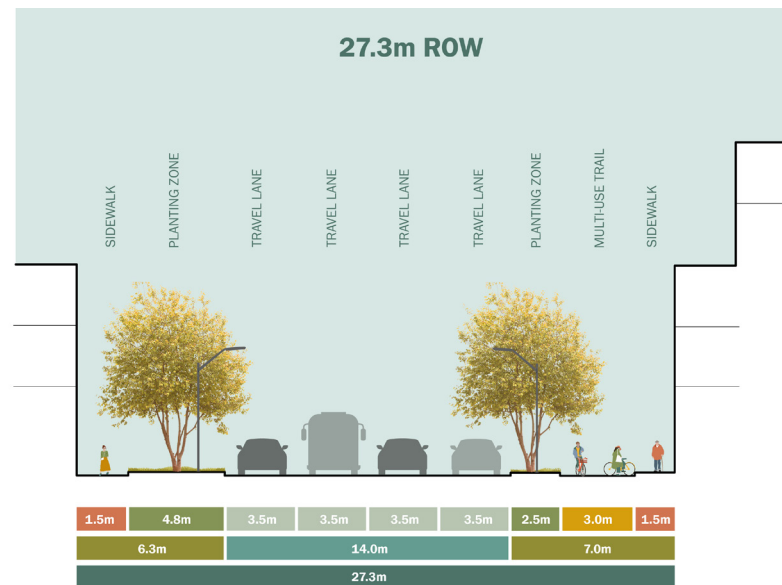 27.3m ROW
SIDEWALK
PLANTING ZONE
TRAVEL LANE
TRAVEL LANE
TRAVEL LANE
TRAVEL LANE
PLANTING ZONE
MULTI-USE TRAIL
SIDEWALK
1.5m 4.8m 3.5m 3.5m 3.5m 3.5m 2.5m 3.0m 1.5m
6.3m 14.0m 7.0m
27.3m